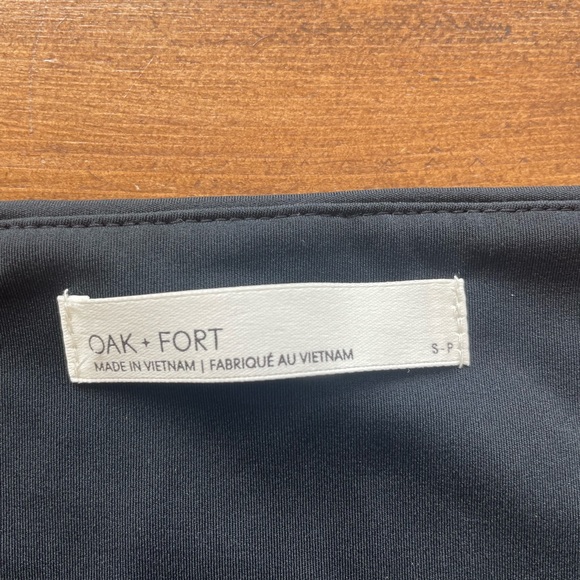 OAK + FORT
MADE IN VIETNAM | FABRIQUÉ AU VIETNAM
S-P